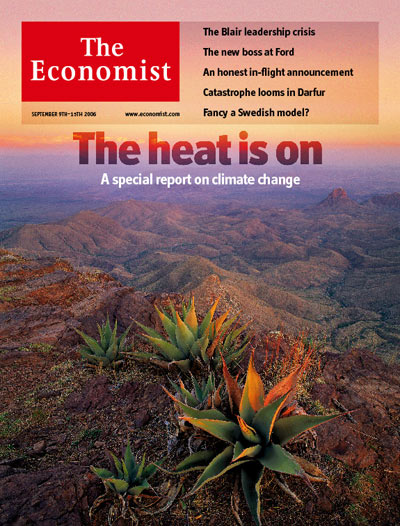 The
Economist
SEPTEMBER 9TH–15TH 2006
www.economist.com
The Blair leadership crisis
The new boss at Ford
An honest in-flight announcement
Catastrophe looms in Darfur
Fancy a Swedish model?
The heat is on
A special report on climate change